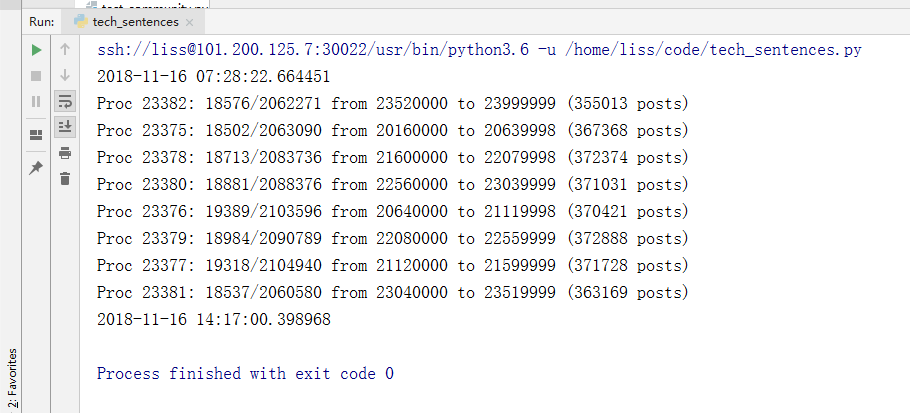 test_community.py
Run: tech_sentences
ssh://liss@101.200.125.7:30022/usr/bin/python3.6 -u /home/liss/code/tech_sentences.py
2018-11-16 07:28:22.664451
Proc 23382: 18576/2062271 from 23520000 to 23999999 (355013 posts)
Proc 23375: 18502/2063090 from 20160000 to 20639998 (367368 posts)
Proc 23378: 18713/2083736 from 21600000 to 22079998 (372374 posts)
Proc 23380: 18881/2088376 from 22560000 to 23039999 (371031 posts)
Proc 23376: 19389/2103596 from 20640000 to 21119998 (370421 posts)
Proc 23379: 18984/2090789 from 22080000 to 22559999 (372888 posts)
Proc 23377: 19318/2104940 from 21120000 to 21599999 (371728 posts)
Proc 23381: 18537/2060580 from 23040000 to 23519999 (363169 posts)
2018-11-16 14:17:00.398968
Process finished with exit code 0
2: Favorites